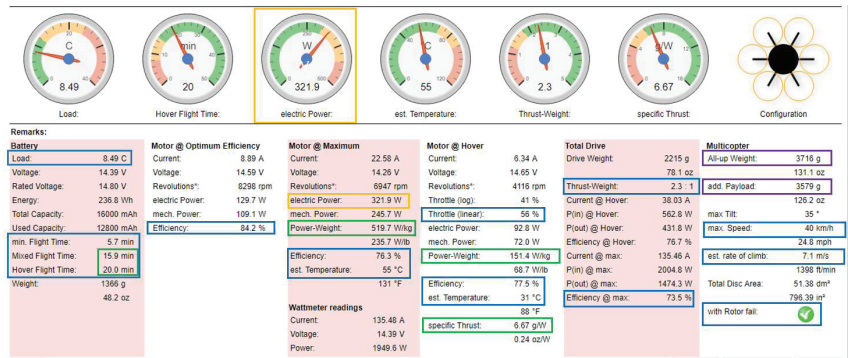 C
8.49
Load:
min
20
Hover Flight Time:
W
321.9
electric Power:
C
55
est. Temperature:
1
2.3
Thrust-Weight:
g/W
6.67
specific Thrust:
Configuration
Remarks:
Battery
Load: 8.49 C
Voltage: 14.39 V
Rated Voltage: 14.80 V
Energy: 236.8 Wh
Total Capacity: 16000 mAh
Used Capacity: 12800 mAh
min. Flight Time: 5.7 min
Mixed Flight Time: 15.9 min
Hover Flight Time: 20.0 min
Weight: 1366 g
48.2 oz
Motor @ Optimum Efficiency
Current: 8.89 A
Voltage: 14.59 V
Revolutions*: 8298 rpm
electric Power: 129.7 W
mech. Power: 109.1 W
Efficiency: 84.2 %
Motor @ Maximum
Current: 22.58 A
Voltage: 14.26 V
Revolutions*: 6947 rpm
electric Power: 321.9 W
mech. Power: 245.7 W
Power-Weight: 519.7 W/kg
235.7 W/lb
Efficiency: 76.3 %
est. Temperature: 55 °C
131 °F
Wattmeter readings
Current: 135.48 A
Voltage: 14.39 V
Power: 1949.6 W
Motor @ Hover
Current: 6.34 A
Voltage: 14.65 V
Revolutions*: 4116 rpm
Throttle (log): 41 %
Throttle (linear): 56 %
electric Power: 92.8 W
mech. Power: 72.0 W
Power-Weight: 151.4 W/kg
68.7 W/lb
Efficiency: 77.5 %
est. Temperature: 31 °C
88 °F
specific Thrust: 6.67 g/W
0.24 oz/W
Total Drive
Drive Weight: 2215 g
78.1 oz
Thrust-Weight: 2.3 : 1
Current @ Hover: 38.03 A
P(in) @ Hover: 562.8 W
P(out) @ Hover: 431.8 W
Efficiency @ Hover: 76.7 %
Current @ max: 135.46 A
P(in) @ max: 2004.8 W
P(out) @ max: 1474.3 W
Efficiency @ max: 73.5 %
Multicopter
All-up Weight: 3716 g
131.1 oz
add. Payload: 3579 g
126.2 oz
max Tilt: 35 °
max. Speed: 40 km/h
24.8 mph
est. rate of climb: 7.1 m/s
1398 ft/min
Total Disc Area: 51.38 dm²
796.39 in²
with Rotor fail: